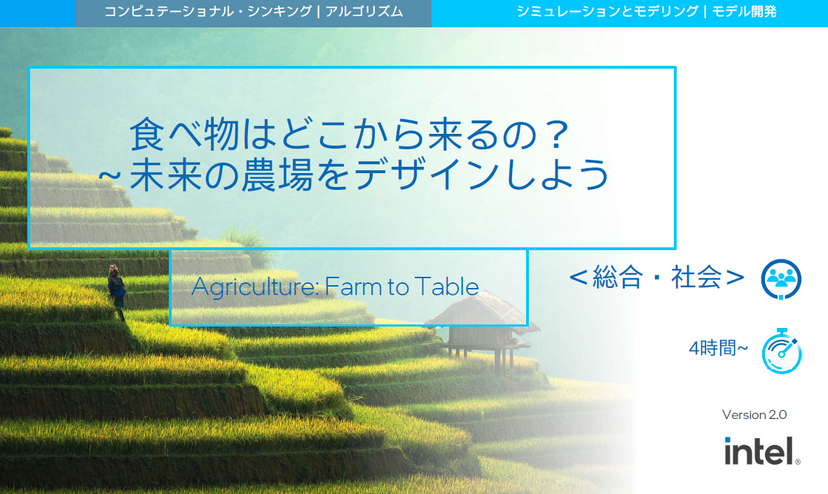 コンピュテーショナル・シンキング | アルゴリズム
シミュレーションとモデリング | モデル開発
食べ物はどこから来るの？
～未来の農場をデザインしよう
Agriculture: Farm to Table
＜総合・社会＞
4時間~
Version 2.0
intel®